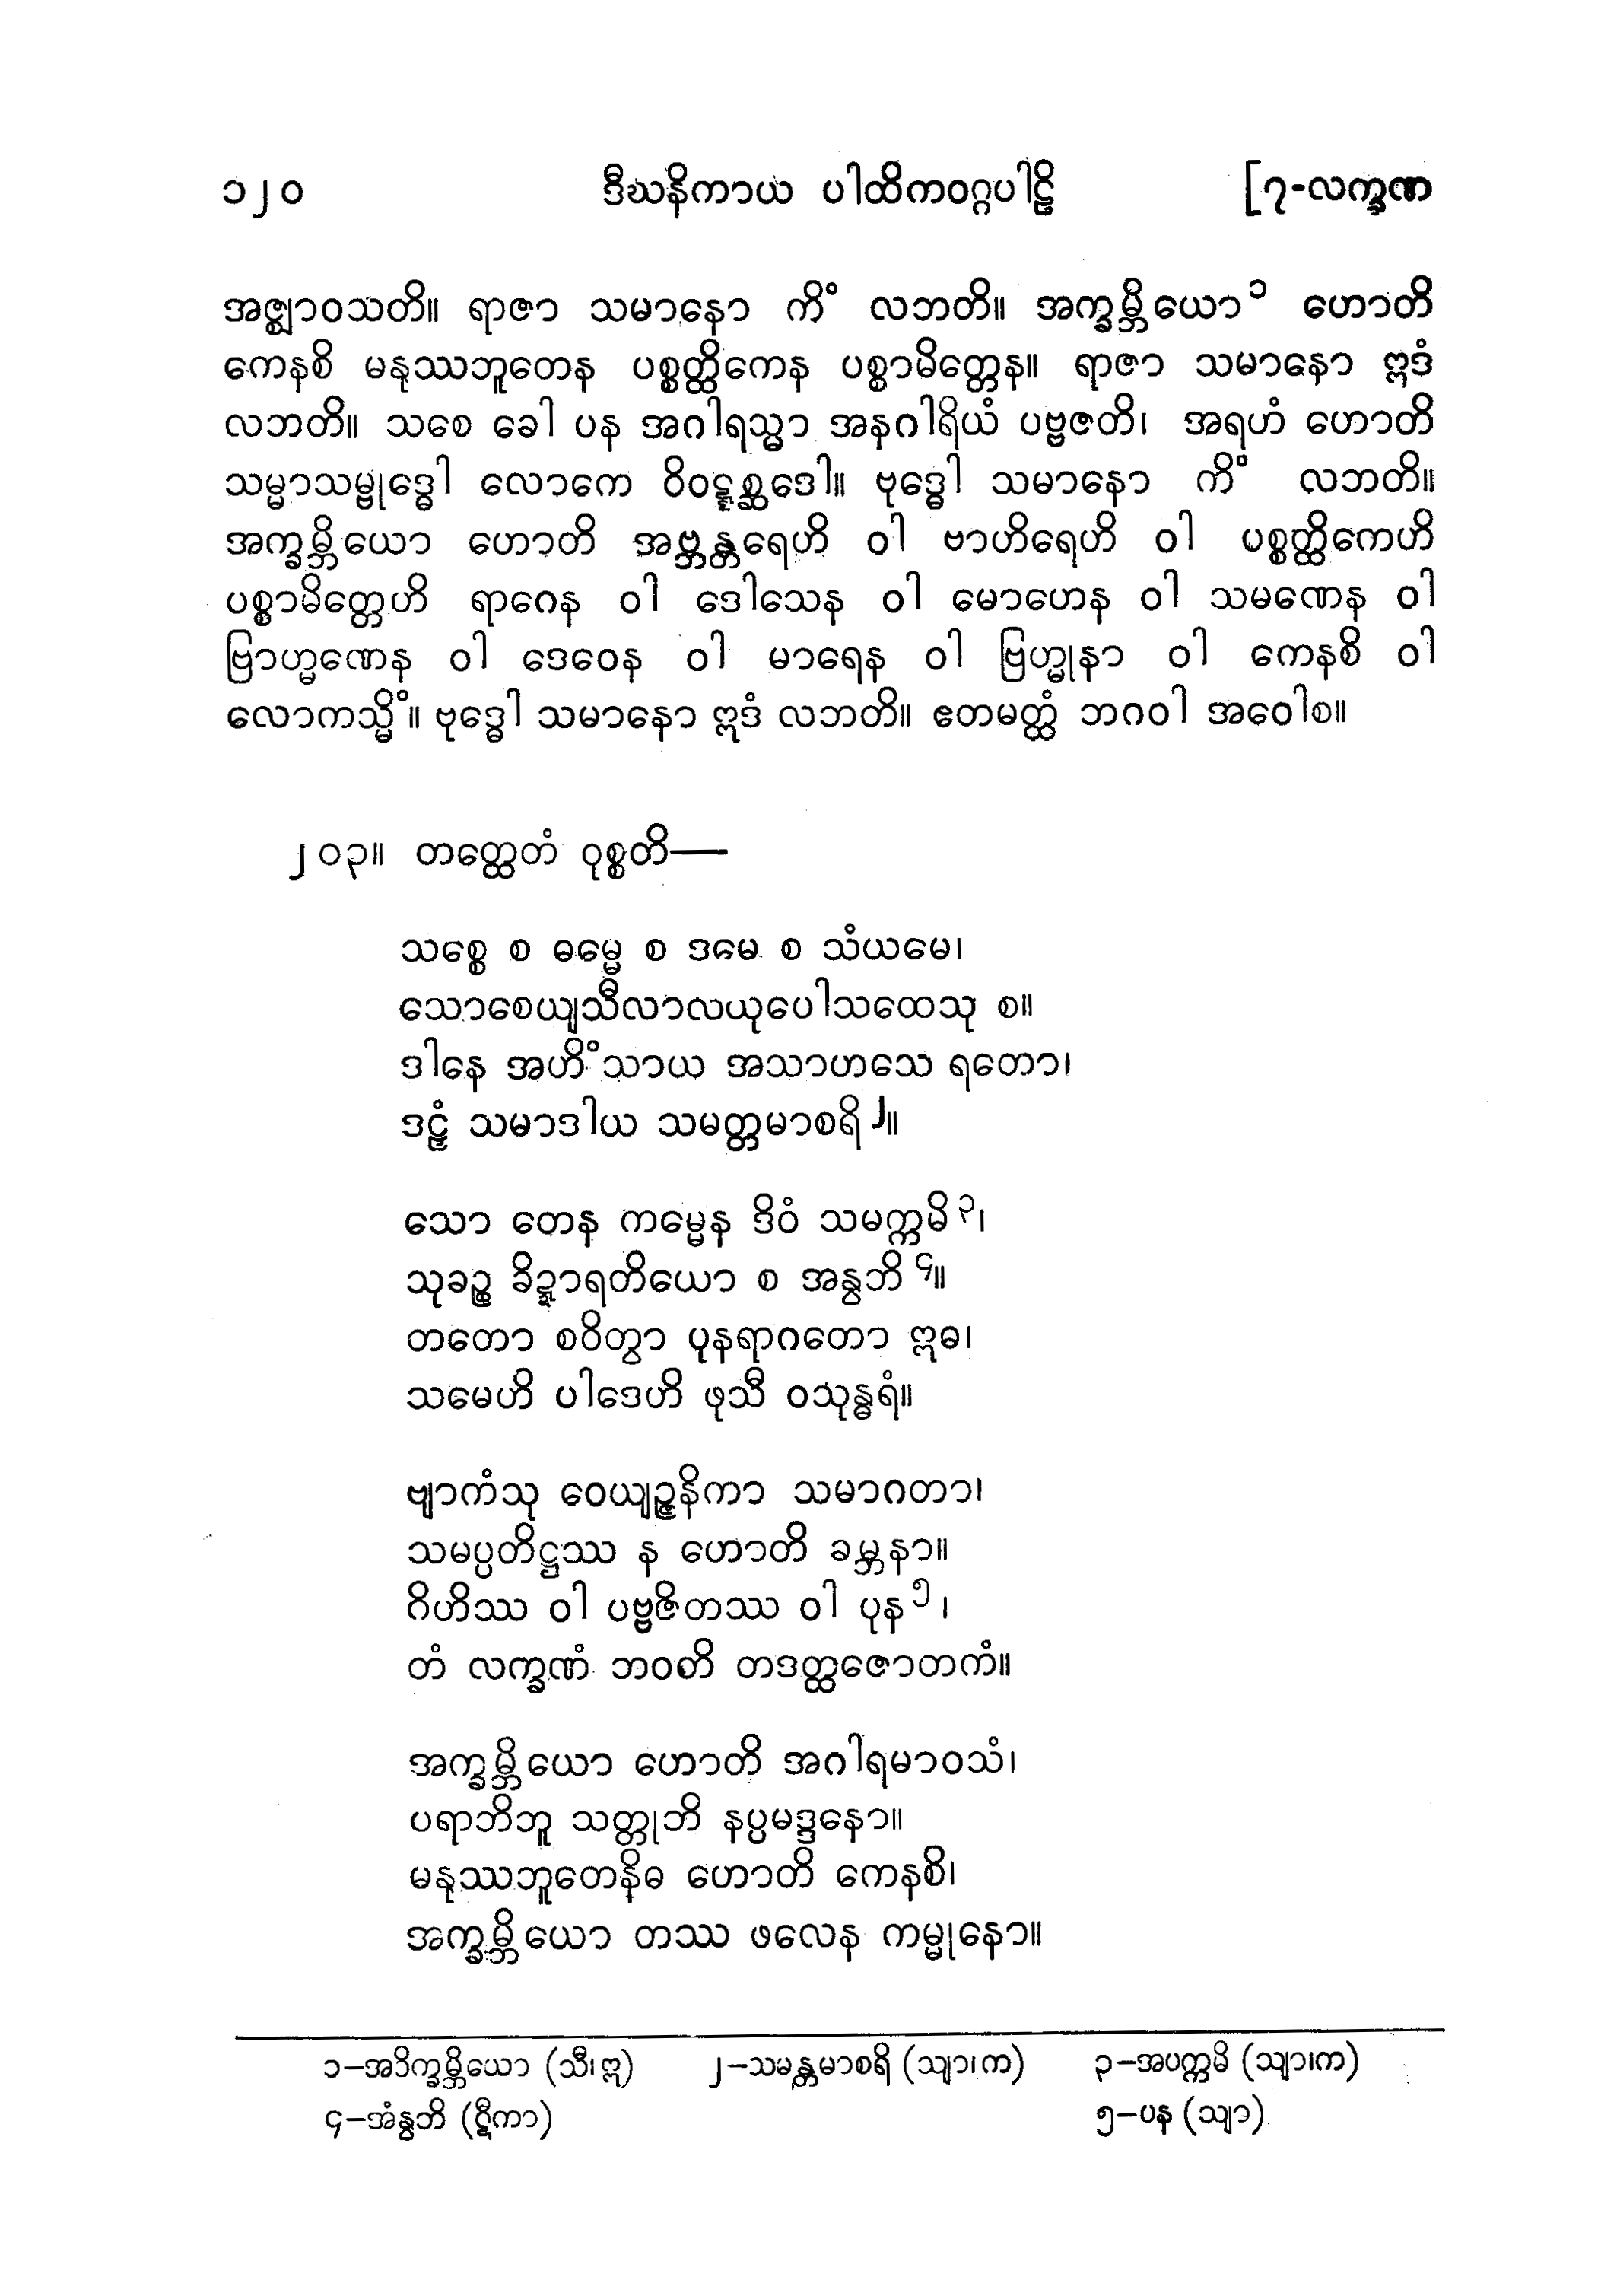 ၁၂၀ ဒီဃနိကာယ ပါထိကဝဂ္ဂပါဠိ [၇-လက္ခဏ
အဇ္ဈာဝသတိ။ ရာဇာ သမာနော ကိံ လဘတိ။ အက္ခမ္ဘိယော၁ ဟောတိ
ကေနစိ မနုဿဘူတေန ပစ္စတ္ထိကေန ပစ္စာမိတ္တေန။ ရာဇာ သမာနော ဣဒံ
လဘတိ။ သစေ ခေါ ပန အဂါရသ္မာ အနဂါရိယံ ပဗ္ဗဇတိ၊ အရဟံ ဟောတိ
သမ္မာသမ္ဗုဒ္ဓေါ လောကေ ဝိဝဋ္ဋစ္ဆဒေါ။ ဗုဒ္ဓေါ သမာနော ကိံ လဘတိ။
အက္ခမ္ဘိယော ဟောတိ အဗ္ဘန္တရေဟိ ဝါ ဗာဟိရေဟိ ဝါ ပစ္စတ္ထိကေဟိ
ပစ္စာမိတ္တေဟိ ရာဂေန ဝါ ဒေါသေန ဝါ မောဟေန ဝါ သမဏေန ဝါ
ဗြာဟ္မဏေန ဝါ ဒေဝေန ဝါ မာရေန ဝါ ဗြဟ္မုနာ ဝါ ကေနစိ ဝါ
လောကသ္မိံ။ ဗုဒ္ဓေါ သမာနော ဣဒံ လဘတိ။ ဧတမတ္ထံ ဘဂဝါ အဝေါစ။
၂၀၃။ တတ္ထေတံ ဝုစ္စတိ—
သစ္စေ စ ဓမ္မေ စ ဒမေ စ သံယမေ၊
သောစေယျသီလာလယုပေါသထေသု စ။
ဒါနေ အဟိံသာယ အသာဟသေ ရတော၊
ဒဠှံ သမာဒါယ သမတ္တမာစရိ၂။
သော တေန ကမ္မေန ဒိဝံ သမက္ကမိ၃၊
သုခဉ္စ ခိဍ္ဍာရတိယော စ အနွဘိ၄။
တတော စဝိတွာ ပုနရာဂတော ဣဓ၊
သမေဟိ ပါဒေဟိ ဖုသီ ဝသုန္ဓရံ။
ဗျာကံသု ဝေယျဉ္ဇနိကာ သမာဂတာ၊
သမပ္ပတိဋ္ဌဿ န ဟောတိ ခမ္ဘနာ။
ဂိဟိဿ ဝါ ပဗ္ဗဇိတဿ ဝါ ပုန၅၊
တံ လက္ခဏံ ဘဝတိ တဒတ္ထဇောတကံ။
အက္ခမ္ဘိယော ဟောတိ အဂါရမာဝသံ၊
ပရာဘိဘူ သတ္တုဘိ နပ္ပမဒ္ဒနော။
မနုဿဘူတေနိဓ ဟောတိ ကေနစိ၊
အက္ခမ္ဘိယော တဿ ဖလေန ကမ္မုနော။
၁–အဒိက္ခမ္ဘိယော (သီ၊ဣ) ၂–သမန္တမာစရိ (သျာ၊က) ၃–အပက္ကမိ (သျာ၊က)
၄–အံနွဘိ (ဋီကာ) ၅–ပန (သျာ)